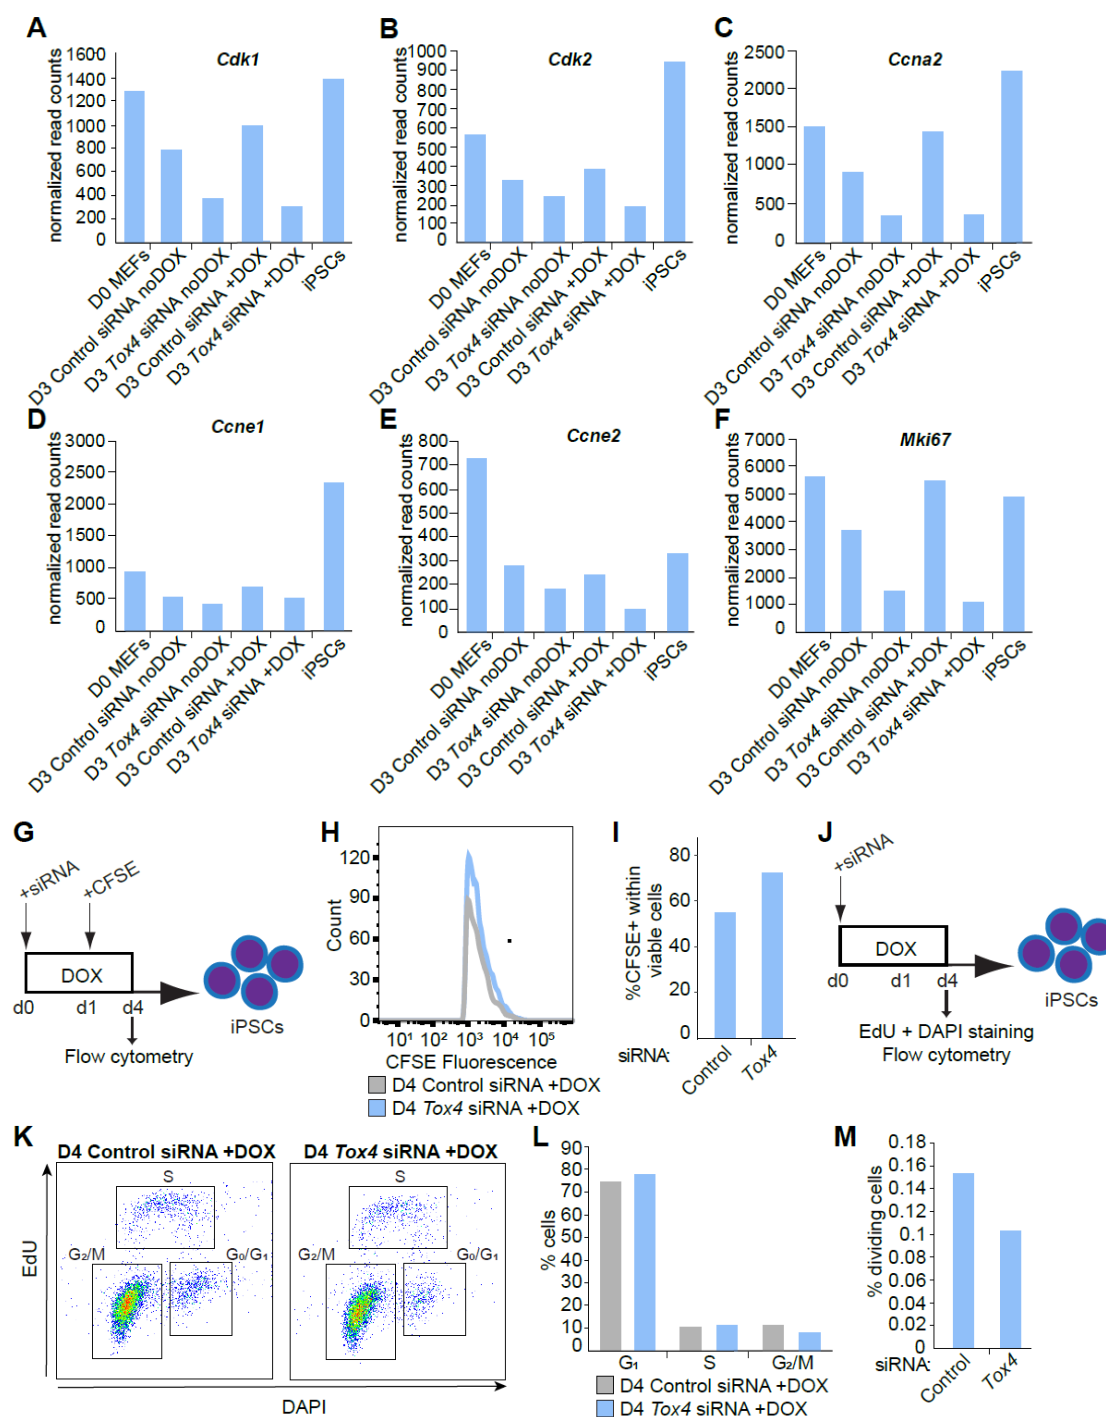 A
Cdk1
normalized read counts
1600
1400
1200
1000
800
600
400
200
0
D0 MEFs
D3 Control siRNA noDOX
D3 Tox4 siRNA noDOX
D3 Control siRNA +DOX
D3 Tox4 siRNA +DOX
iPSCs
B
Cdk2
normalized read counts
1000
900
800
700
600
500
400
300
200
100
0
D0 MEFs
D3 Control siRNA noDOX
D3 Tox4 siRNA noDOX
D3 Control siRNA +DOX
D3 Tox4 siRNA +DOX
iPSCs
C
Ccna2
normalized read counts
2500
2000
1500
1000
500
0
D0 MEFs
D3 Control siRNA noDOX
D3 Tox4 siRNA noDOX
D3 Control siRNA +DOX
D3 Tox4 siRNA +DOX
iPSCs
D
Ccne1
normalized read counts
3000
2500
2000
1500
1000
500
0
D0 MEFs
D3 Control siRNA noDOX
D3 Tox4 siRNA noDOX
D3 Control siRNA +DOX
D3 Tox4 siRNA +DOX
iPSCs
E
Ccne2
normalized read counts
800
700
600
500
400
300
200
100
0
D0 MEFs
D3 Control siRNA noDOX
D3 Tox4 siRNA noDOX
D3 Control siRNA +DOX
D3 Tox4 siRNA +DOX
iPSCs
F
Mki67
normalized read counts
7000
6000
5000
4000
3000
2000
1000
0
D0 MEFs
D3 Control siRNA noDOX
D3 Tox4 siRNA noDOX
D3 Control siRNA +DOX
D3 Tox4 siRNA +DOX
iPSCs
G
+siRNA
+CFSE
DOX
d0
d1
d4
iPSCs
Flow cytometry
H
Count
120
90
60
30
0
10¹ 10² 10³ 10⁴ 10⁵
CFSE Fluorescence
D4 Control siRNA +DOX
D4 Tox4 siRNA +DOX
I
%CFSE+ within
viable cells
80
60
40
20
0
siRNA:
Control
Tox4
J
+siRNA
DOX
d0
d1
d4
iPSCs
EdU + DAPI staining
Flow cytometry
K
D4 Control siRNA +DOX
S
G₂/M
G₀/G₁
D4 Tox4 siRNA +DOX
S
G₂/M
G₀/G₁
EdU
DAPI
L
% cells
90
80
70
60
50
40
30
20
10
0
G₁
S
G₂/M
D4 Control siRNA +DOX
D4 Tox4 siRNA +DOX
M
% dividing cells
0.18
0.16
0.14
0.12
0.1
0.08
0.06
0.04
0.02
0
siRNA:
Control
Tox4